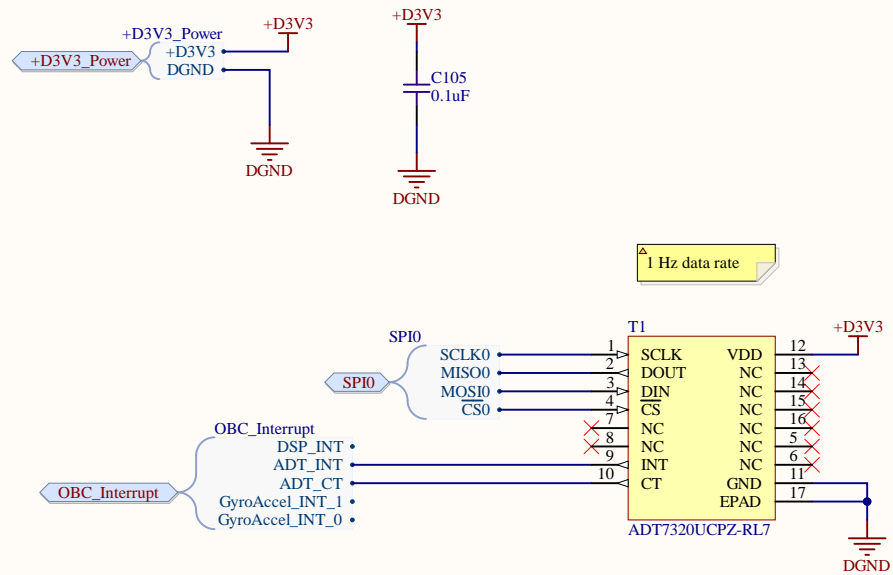 +D3V3_Power
+D3V3_Power
+D3V3
DGND
+D3V3
DGND
+D3V3
C105
0.1uF
DGND
1 Hz data rate
SPI0
SPI0
SCLK0
MISO0
MOSI0
CS0
OBC_Interrupt
OBC_Interrupt
DSP_INT
ADT_INT
ADT_CT
GyroAccel_INT_1
GyroAccel_INT_0
T1
1 SCLK
2 DOUT
3 DIN
4 CS
7 NC
8 NC
9 INT
10 CT
VDD 12
NC 13
NC 14
NC 15
NC 16
NC 5
NC 6
GND 11
EPAD 17
ADT7320UCPZ-RL7
+D3V3
DGND